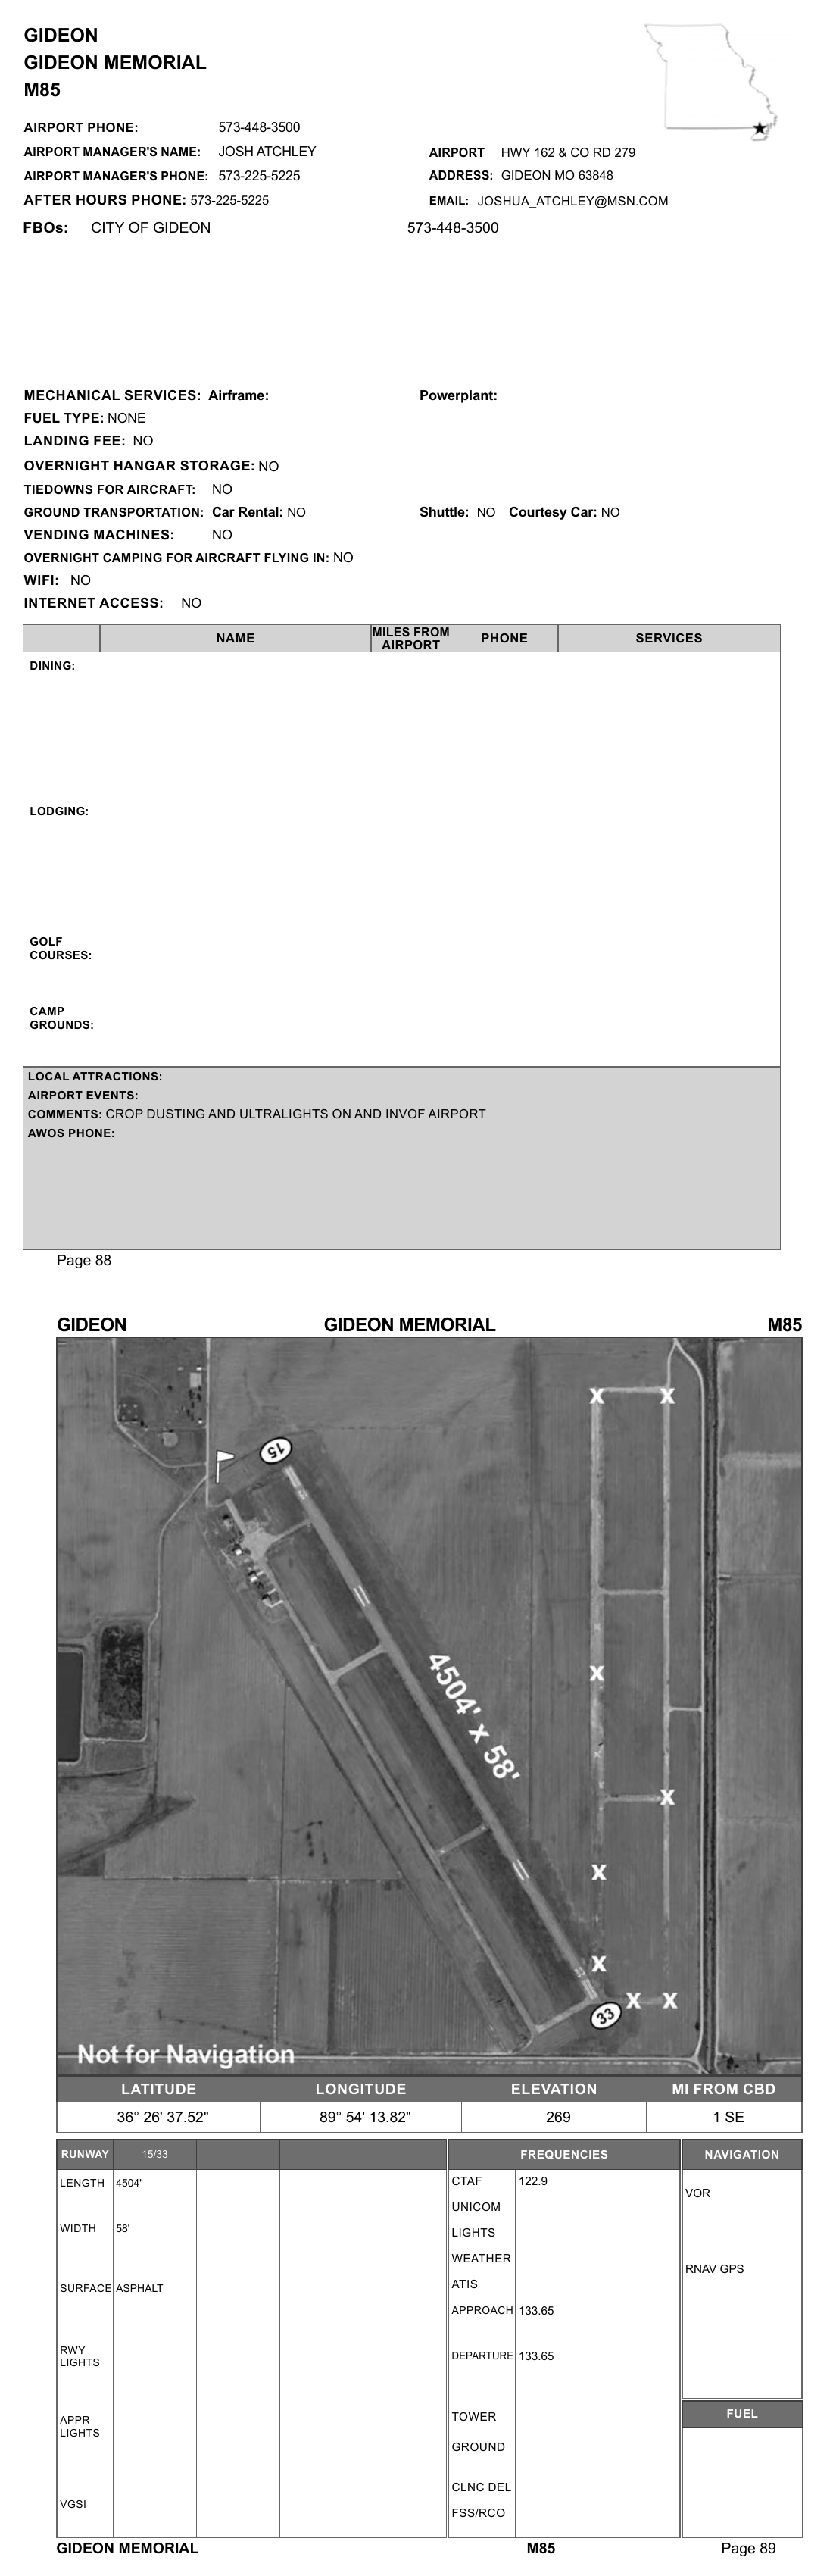 GIDEON
GIDEON MEMORIAL
M85
AIRPORT PHONE: 573-448-3500
AIRPORT MANAGER'S NAME: JOSH ATCHLEY
AIRPORT HWY 162 & CO RD 279
AIRPORT MANAGER'S PHONE: 573-225-5225
ADDRESS: GIDEON MO 63848
AFTER HOURS PHONE: 573-225-5225
EMAIL: JOSHUA_ATCHLEY@MSN.COM
FBOs: CITY OF GIDEON 573-448-3500
MECHANICAL SERVICES: Airframe: Powerplant:
FUEL TYPE: NONE
LANDING FEE: NO
OVERNIGHT HANGAR STORAGE: NO
TIEDOWNS FOR AIRCRAFT: NO
GROUND TRANSPORTATION: Car Rental: NO Shuttle: NO Courtesy Car: NO
VENDING MACHINES: NO
OVERNIGHT CAMPING FOR AIRCRAFT FLYING IN: NO
WIFI: NO
INTERNET ACCESS: NO
NAME MILES FROM AIRPORT PHONE SERVICES
DINING:
LODGING:
GOLF
COURSES:
CAMP
GROUNDS:
LOCAL ATTRACTIONS:
AIRPORT EVENTS:
COMMENTS: CROP DUSTING AND ULTRALIGHTS ON AND INVOF AIRPORT
AWOS PHONE:
Page 88
GIDEON GIDEON MEMORIAL M85
X X
15
4504' x 58'
X
X
X
X
X X
33
Not for Navigation
LATITUDE LONGITUDE ELEVATION MI FROM CBD
36° 26' 37.52" 89° 54' 13.82" 269 1 SE
RUNWAY 15/33 FREQUENCIES NAVIGATION
LENGTH 4504'
WIDTH 58'
SURFACE ASPHALT
RWY
LIGHTS
APPR
LIGHTS
VGSI
CTAF 122.9
UNICOM
LIGHTS
WEATHER
ATIS
APPROACH 133.65
DEPARTURE 133.65
TOWER
GROUND
CLNC DEL
FSS/RCO
VOR
RNAV GPS
FUEL
GIDEON MEMORIAL M85 Page 89